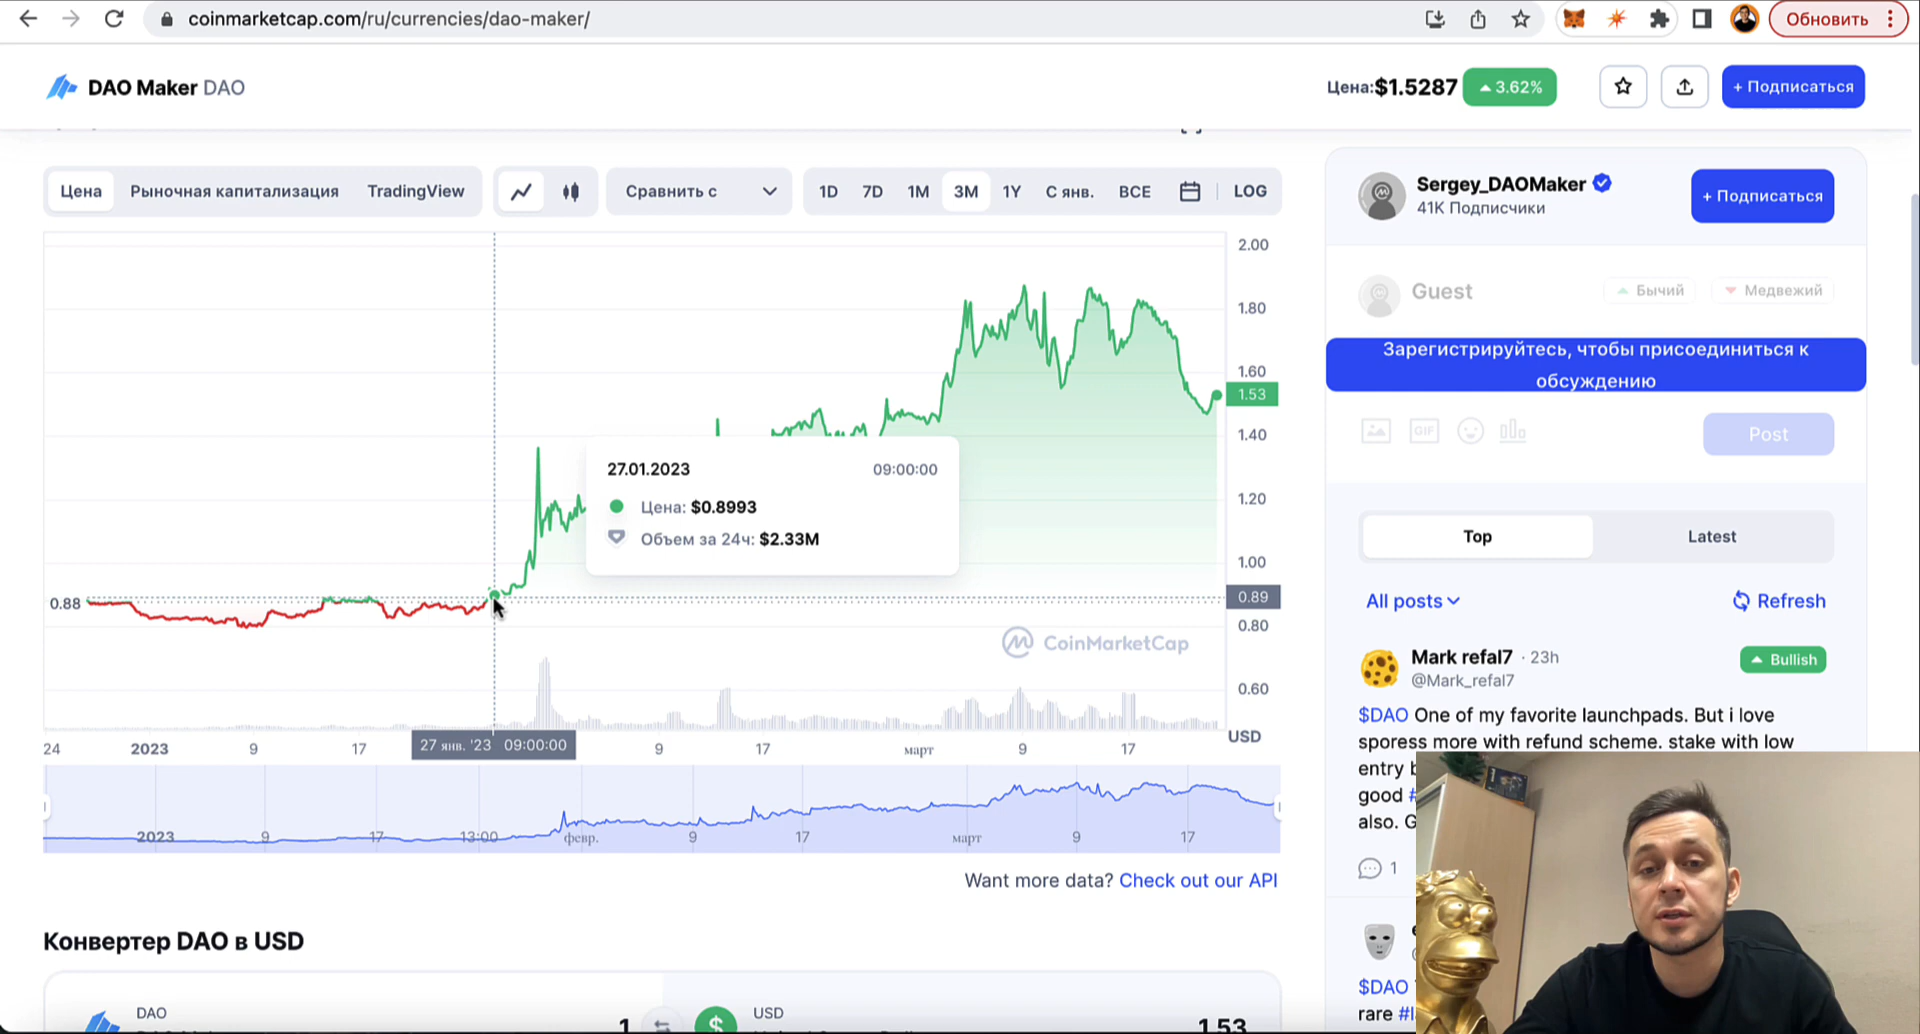 coinmarketcap.com/ru/currencies/dao-maker/
Обновить
DAO Maker DAO
Цена:$1.5287
3.62%
+ Подписаться
Цена
Рыночная капитализация
TradingView
Сравнить с
1D
7D
1M
3M
1Y
С янв.
ВСЕ
LOG
2.00
1.80
1.60
1.53
1.40
1.20
1.00
0.89
0.80
0.60
USD
0.88
27.01.2023
09:00:00
Цена: $0.8993
Объем за 24ч: $2.33M
CoinMarketCap
24
2023
9
17
27 янв. '23 09:00:00
9
17
март
9
17
2023
9
17
13:00
февр.
9
17
март
9
17
Want more data? Check out our API
Конвертер DAO в USD
DAO
1
$
USD
1.53
Sergey_DAOMaker
41K Подписчики
+ Подписаться
Guest
Бычий
Медвежий
Зарегистрируйтесь, чтобы присоединиться к
обсуждению
GIF
Post
Top
Latest
All posts
Refresh
Mark refal7 · 23h
@Mark_refal7
Bullish
$DAO One of my favorite launchpads. But i love
sporess more with refund scheme. stake with low
entry
good
also. G
1
$DAO
rare